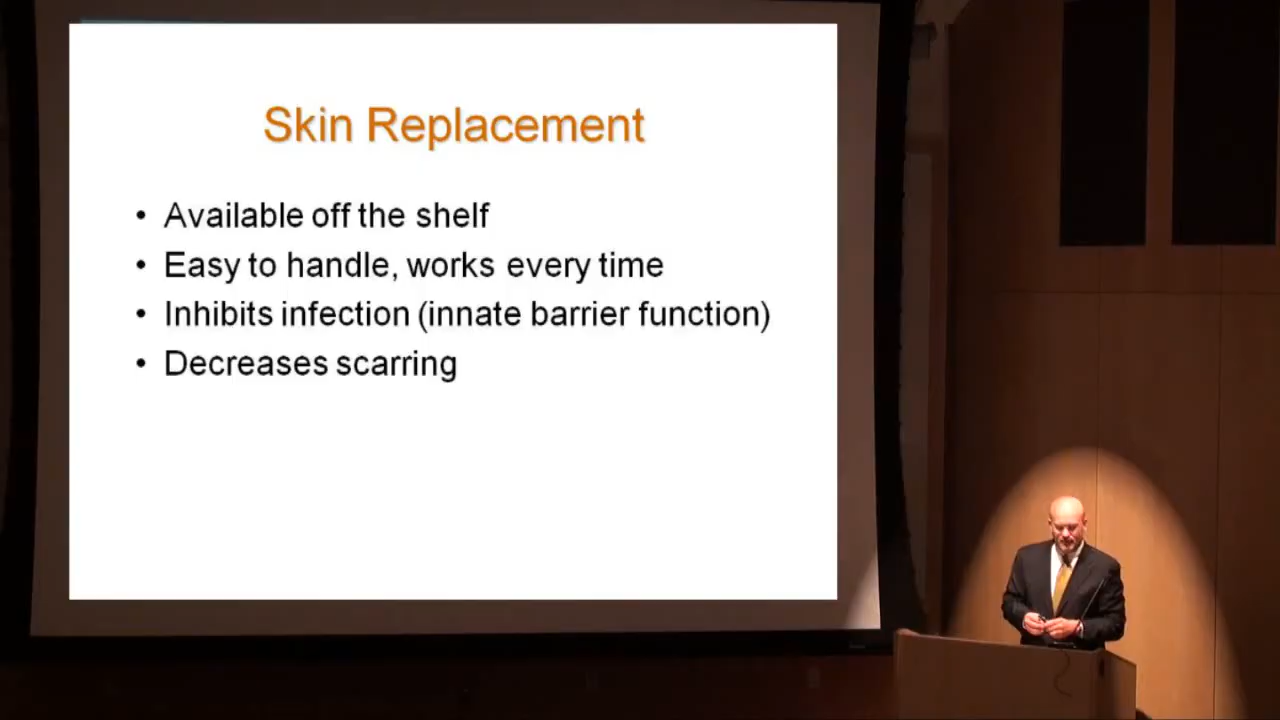 Skin Replacement
• Available off the shelf
• Easy to handle, works every time
• Inhibits infection (innate barrier function)
• Decreases scarring